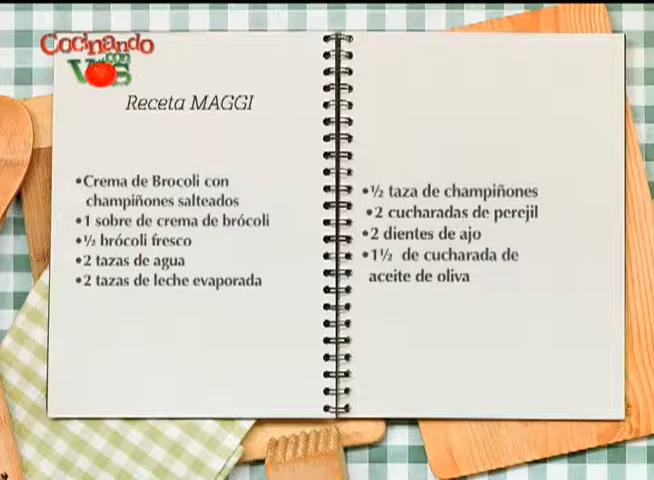 Cocinando
con
VOS
Receta MAGGI
•Crema de Brocoli con
champiñones salteados
•1 sobre de crema de brócoli
•½ brócoli fresco
•2 tazas de agua
•2 tazas de leche evaporada
•½ taza de champiñones
•2 cucharadas de perejil
•2 dientes de ajo
•1½ de cucharada de
aceite de oliva